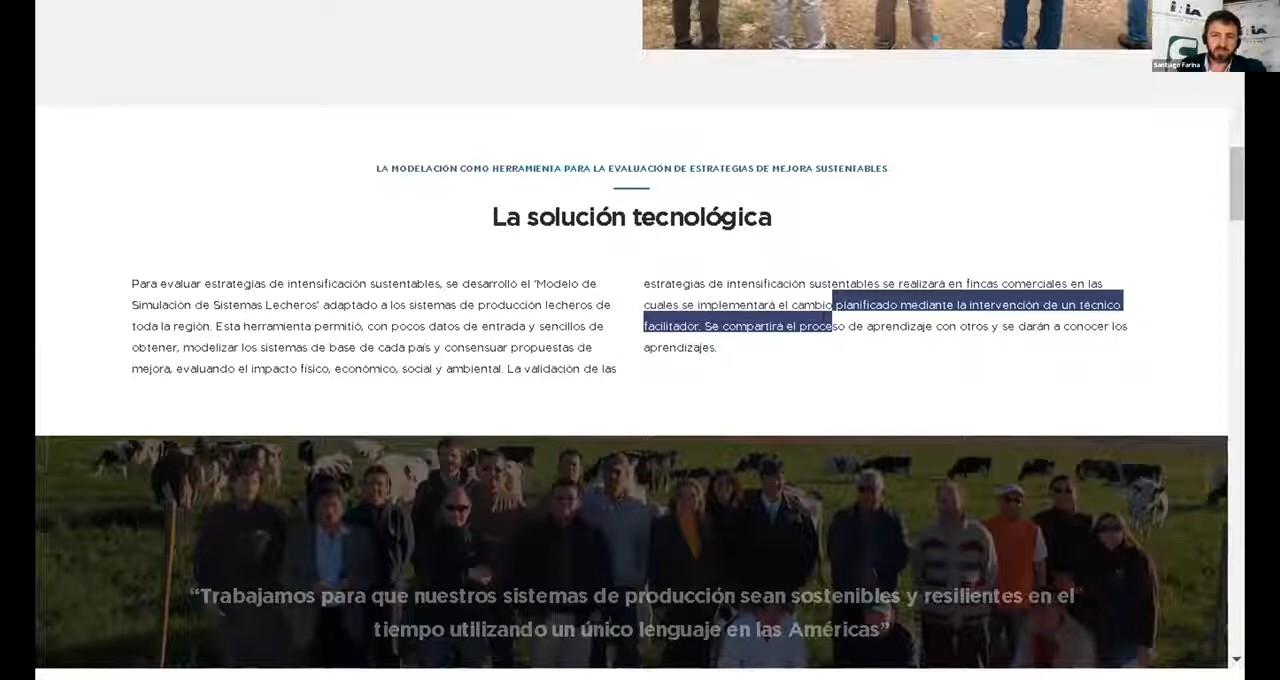 INIA
Santiago Farina
LA MODELACIÓN COMO HERRAMIENTA PARA LA EVALUACIÓN DE ESTRATEGIAS DE MEJORA SUSTENTABLES
La solución tecnológica
Para evaluar estrategias de intensificación sustentables, se desarrolló el ‘Modelo de
Simulación de Sistemas Lecheros’ adaptado a los sistemas de producción lecheros de
toda la región. Esta herramienta permitió, con pocos datos de entrada y sencillos de
obtener, modelizar los sistemas de base de cada país y consensuar propuestas de
mejora, evaluando el impacto físico, económico, social y ambiental. La validación de las
estrategias de intensificación sustentables se realizará en fincas comerciales en las
cuales se implementará el cambio planificado mediante la intervención de un técnico
facilitador. Se compartirá el proceso de aprendizaje con otros y se darán a conocer los
aprendizajes.
“Trabajamos para que nuestros sistemas de producción sean sostenibles y resilientes en el
tiempo utilizando un único lenguaje en las Américas”